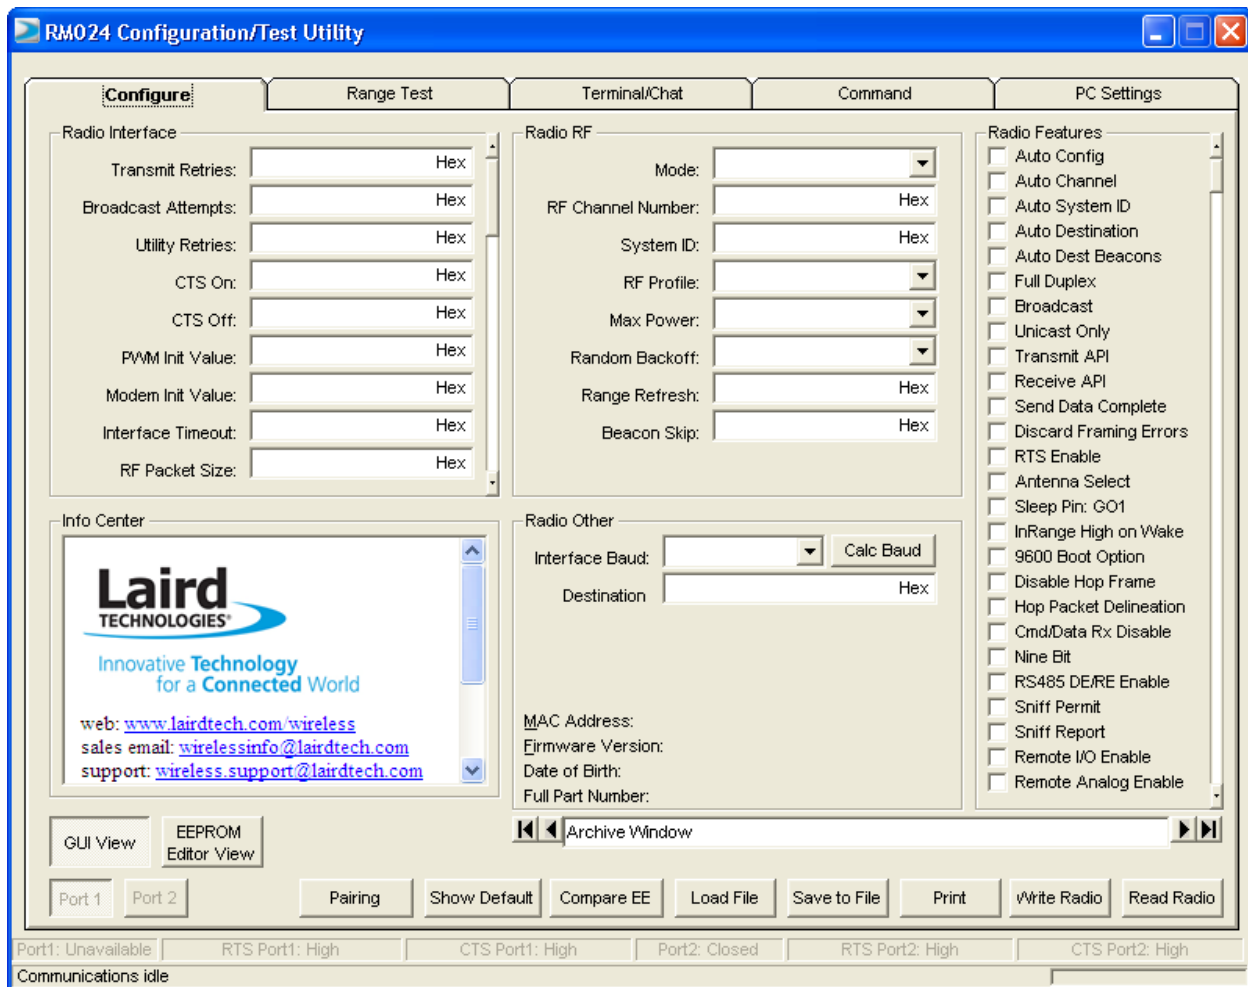 RM024 Configuration/Test Utility
Configure
Range Test
Terminal/Chat
Command
PC Settings
Radio Interface
Transmit Retries: Hex
Broadcast Attempts: Hex
Utility Retries: Hex
CTS On: Hex
CTS Off: Hex
PWM Init Value: Hex
Modem Init Value: Hex
Interface Timeout: Hex
RF Packet Size: Hex
Radio RF
Mode:
RF Channel Number: Hex
System ID: Hex
RF Profile:
Max Power:
Random Backoff:
Range Refresh: Hex
Beacon Skip: Hex
Radio Features
Auto Config
Auto Channel
Auto System ID
Auto Destination
Auto Dest Beacons
Full Duplex
Broadcast
Unicast Only
Transmit API
Receive API
Send Data Complete
Discard Framing Errors
RTS Enable
Antenna Select
Sleep Pin: GO1
InRange High on Wake
9600 Boot Option
Disable Hop Frame
Hop Packet Delineation
Cmd/Data Rx Disable
Nine Bit
RS485 DE/RE Enable
Sniff Permit
Sniff Report
Remote I/O Enable
Remote Analog Enable
Info Center
Laird
TECHNOLOGIES®
Innovative Technology
for a Connected World
web: www.lairdtech.com/wireless
sales email: wirelessinfo@lairdtech.com
support: wireless.support@lairdtech.com
Radio Other
Interface Baud: Calc Baud
Destination Hex
MAC Address:
Firmware Version:
Date of Birth:
Full Part Number:
Archive Window
GUI View
EEPROM
Editor View
Port 1
Port 2
Pairing
Show Default
Compare EE
Load File
Save to File
Print
Write Radio
Read Radio
Port1: Unavailable
RTS Port1: High
CTS Port1: High
Port2: Closed
RTS Port2: High
CTS Port2: High
Communications idle